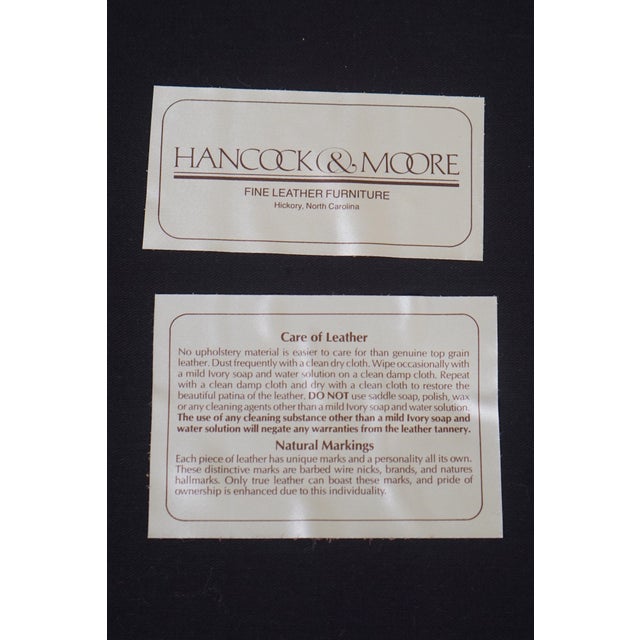 HANCOCK & MOORE
FINE LEATHER FURNITURE
Hickory, North Carolina
Care of Leather
No upholstery material is easier to care for than genuine top grain
leather. Dust frequently with a clean dry cloth. Wipe occasionally with
a mild Ivory soap and water solution on a clean damp cloth. Repeat
with a clean damp cloth and dry with a clean cloth to restore the
beautiful patina of the leather. DO NOT use saddle soap, polish, wax
or any cleaning agents other than a mild Ivory soap and water solution.
The use of any cleaning substance other than a mild Ivory soap and
water solution will negate any warranties from the leather tannery.
Natural Markings
Each piece of leather has unique marks and a personality all its own.
These distinctive marks are barbed wire nicks, brands, and natures
hallmarks. Only true leather can boast these marks, and pride of
ownership is enhanced due to this individuality.